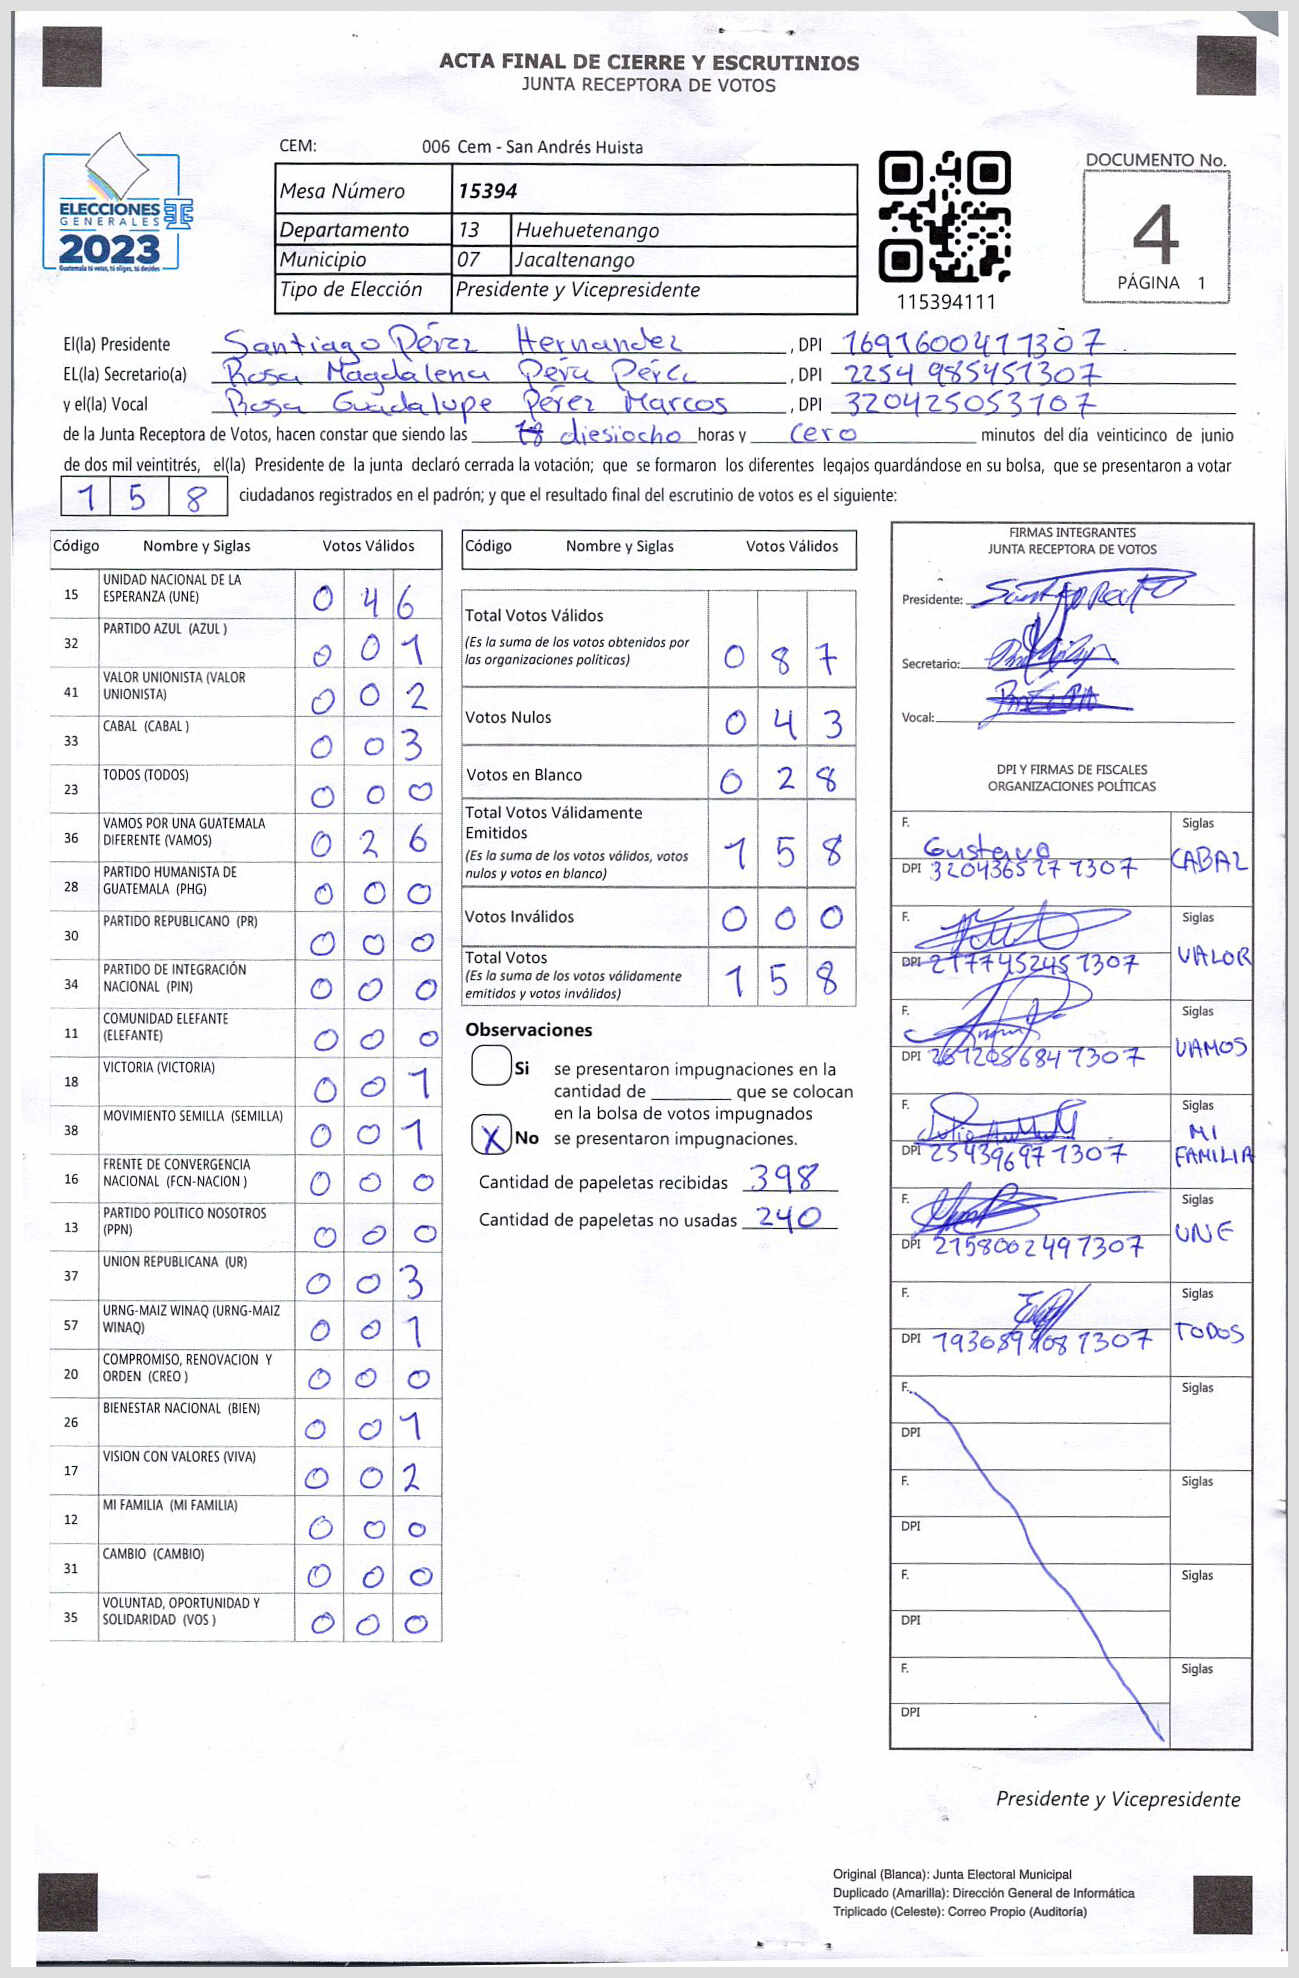 ACTA FINAL DE CIERRE Y ESCRUTINIOS
JUNTA RECEPTORA DE VOTOS
ELECCIONES
GENERALES
2023
Guatemala tú votas, tú eliges, tú decides
CEM: 006 Cem - San Andrés Huista
Mesa Número 15394
Departamento 13 Huehuetenango
Municipio 07 Jacaltenango
Tipo de Elección Presidente y Vicepresidente
115394111
DOCUMENTO No.
4
PÁGINA 1
El(la) Presidente Santiago Pérez Hernandez, DPI 1691600411307
EL(la) Secretario(a) Rosa Magdalena Pérez Pérez, DPI 2254985451307
y el(la) Vocal Rosa Guadalupe Pérez Marcos, DPI 320425053107
de la Junta Receptora de Votos, hacen constar que siendo las 18 diesiocho horas y cero minutos del día veinticinco de junio
de dos mil veintitrés, el(la) Presidente de la junta declaró cerrada la votación; que se formaron los diferentes legajos guardándose en su bolsa, que se presentaron a votar
1 5 8 ciudadanos registrados en el padrón; y que el resultado final del escrutinio de votos es el siguiente:
Código Nombre y Siglas Votos Válidos
15 UNIDAD NACIONAL DE LA ESPERANZA (UNE) 0 4 6
32 PARTIDO AZUL (AZUL ) 0 0 1
41 VALOR UNIONISTA (VALOR UNIONISTA) 0 0 2
33 CABAL (CABAL ) 0 0 3
23 TODOS (TODOS) 0 0 0
36 VAMOS POR UNA GUATEMALA DIFERENTE (VAMOS) 0 2 6
28 PARTIDO HUMANISTA DE GUATEMALA (PHG) 0 0 0
30 PARTIDO REPUBLICANO (PR) 0 0 0
34 PARTIDO DE INTEGRACIÓN NACIONAL (PIN) 0 0 0
11 COMUNIDAD ELEFANTE (ELEFANTE) 0 0 0
18 VICTORIA (VICTORIA) 0 0 1
38 MOVIMIENTO SEMILLA (SEMILLA) 0 0 1
16 FRENTE DE CONVERGENCIA NACIONAL (FCN-NACION ) 0 0 0
13 PARTIDO POLITICO NOSOTROS (PPN) 0 0 0
37 UNION REPUBLICANA (UR) 0 0 3
57 URNG-MAIZ WINAQ (URNG-MAIZ WINAQ) 0 0 1
20 COMPROMISO, RENOVACION Y ORDEN (CREO ) 0 0 0
26 BIENESTAR NACIONAL (BIEN) 0 0 1
17 VISION CON VALORES (VIVA) 0 0 2
12 MI FAMILIA (MI FAMILIA) 0 0 0
31 CAMBIO (CAMBIO) 0 0 0
35 VOLUNTAD, OPORTUNIDAD Y SOLIDARIDAD (VOS ) 0 0 0
Código Nombre y Siglas Votos Válidos
Total Votos Válidos
(Es la suma de los votos obtenidos por las organizaciones políticas) 0 8 7
Votos Nulos 0 4 3
Votos en Blanco 0 2 8
Total Votos Válidamente Emitidos
(Es la suma de los votos válidos, votos nulos y votos en blanco) 1 5 8
Votos Inválidos 0 0 0
Total Votos
(Es la suma de los votos válidamente emitidos y votos inválidos) 1 5 8
Observaciones
Si se presentaron impugnaciones en la
cantidad de ________ que se colocan
en la bolsa de votos impugnados
X No se presentaron impugnaciones.
Cantidad de papeletas recibidas 398
Cantidad de papeletas no usadas 240
FIRMAS INTEGRANTES
JUNTA RECEPTORA DE VOTOS
Presidente:
Secretario:
Vocal:
DPI Y FIRMAS DE FISCALES
ORGANIZACIONES POLÍTICAS
F. Gustavo Siglas
DPI 3204365271307 CABAL
F. Siglas
DPI 2177452451307 VALOR
F. Siglas
DPI 2612056841307 VAMOS
F. Siglas
DPI 254396971307 MI FAMILIA
F. Siglas
DPI 2158002491307 UNE
F. Siglas
DPI 1307 TODOS
F. Siglas
DPI
F. Siglas
DPI
F. Siglas
DPI
F. Siglas
DPI
Presidente y Vicepresidente
Original (Blanca): Junta Electoral Municipal
Duplicado (Amarilla): Dirección General de Informática
Triplicado (Celeste): Correo Propio (Auditoría)